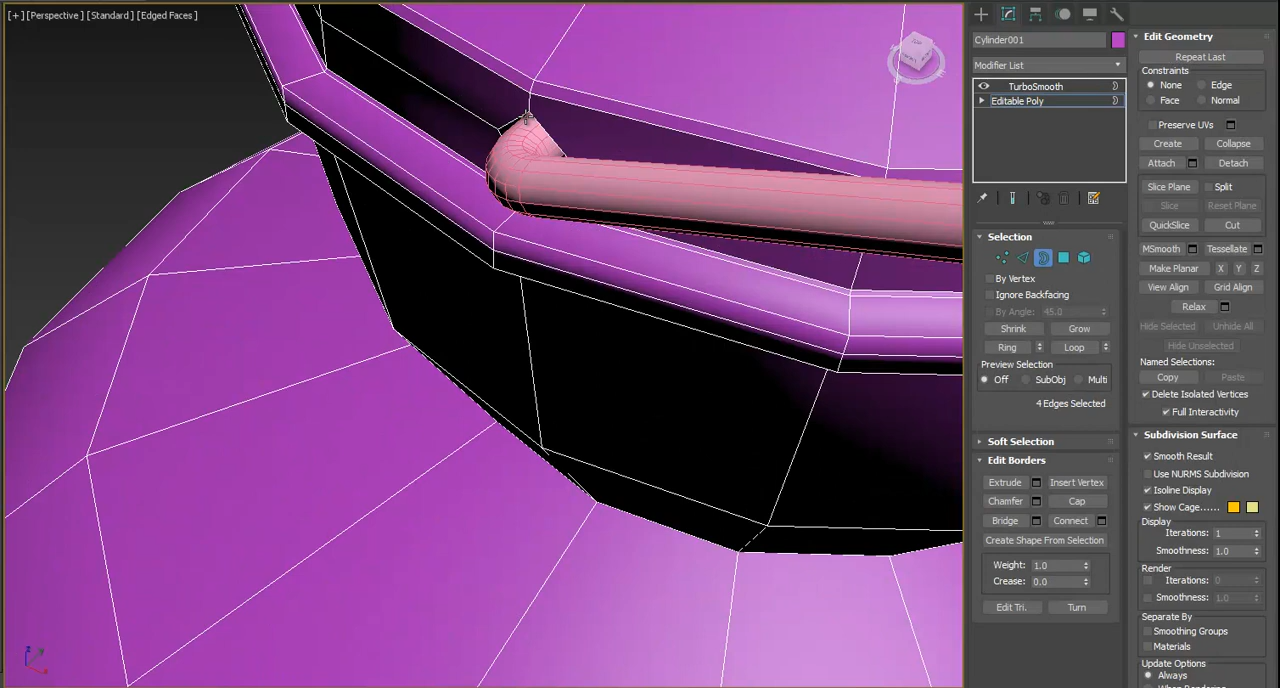 [+] [Perspective] [Standard] [Edged Faces]
Cylinder001
Modifier List
TurboSmooth
Editable Poly
Selection
By Vertex
Ignore Backfacing
By Angle: 45.0
Shrink Grow
Ring Loop
Preview Selection
Off SubObj Multi
4 Edges Selected
Soft Selection
Edit Borders
Extrude Insert Vertex
Chamfer Cap
Bridge Connect
Create Shape From Selection
Weight: 1.0
Crease: 0.0
Edit Tri. Turn
Edit Geometry
Repeat Last
Constraints
None Edge
Face Normal
Preserve UVs
Create Collapse
Attach Detach
Slice Plane Split
Slice Reset Plane
QuickSlice Cut
MSmooth Tessellate
Make Planar X Y Z
View Align Grid Align
Relax
Hide Selected Unhide All
Hide Unselected
Named Selections:
Copy Paste
Delete Isolated Vertices
Full Interactivity
Subdivision Surface
Smooth Result
Use NURMS Subdivision
Isoline Display
Show Cage......
Display
Iterations: 1
Smoothness: 1.0
Render
Iterations: 0
Smoothness: 1.0
Separate By
Smoothing Groups
Materials
Update Options
Always
When Rendering